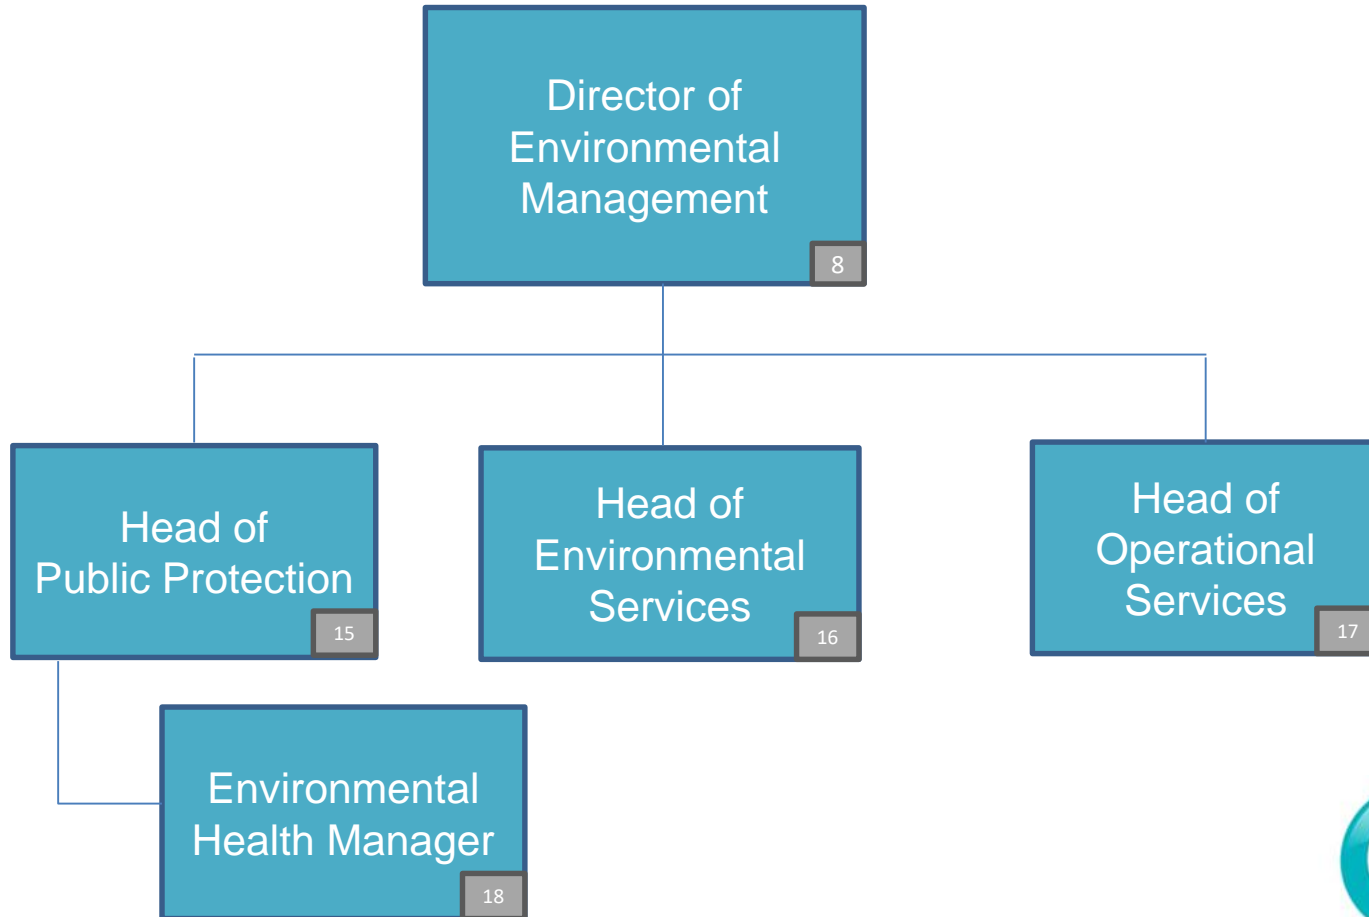 Director of
Environmental
Management
8
Head of
Public Protection
15
Head of
Environmental
Services
16
Head of
Operational
Services
17
Environmental
Health Manager
18